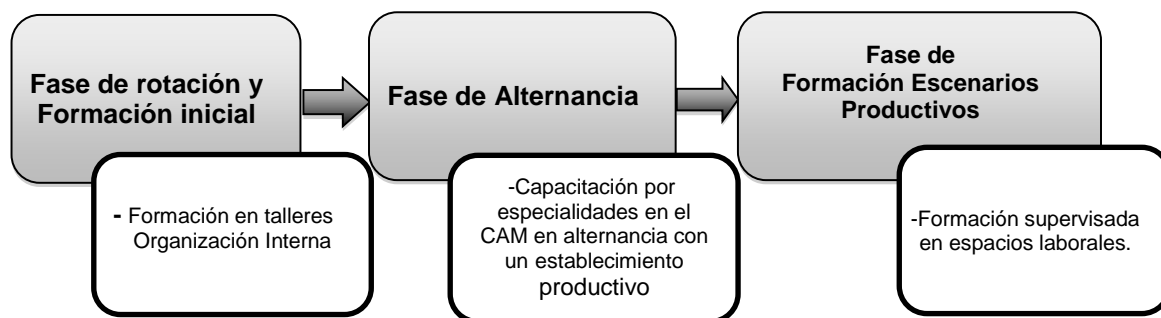 Fase de rotación y
Formación inicial
- Formación en talleres
Organización Interna
Fase de Alternancia
-Capacitación por
especialidades en el
CAM en alternancia con
un establecimiento
productivo
Fase de
Formación Escenarios
Productivos
-Formación supervisada
en espacios laborales.